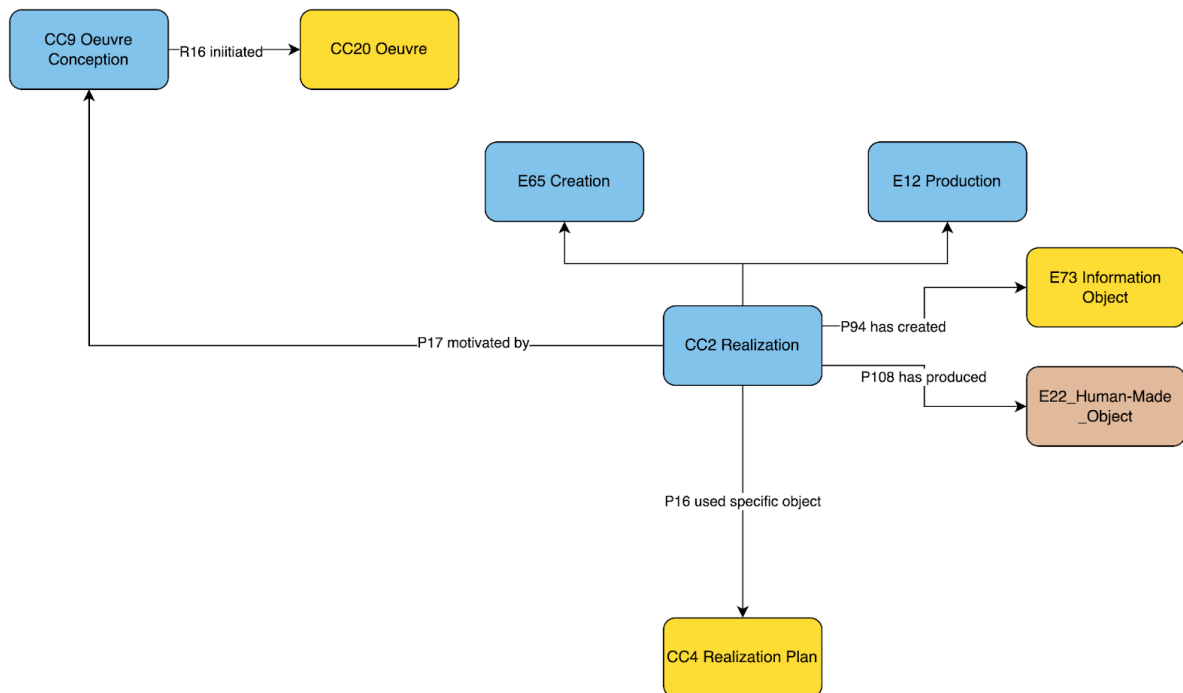 CC9 Oeuvre
Conception
R16 iniitiated
CC20 Oeuvre
E65 Creation
E12 Production
E73 Information
Object
P94 has created
CC2 Realization
P17 motivated by
P108 has produced
E22_Human-Made
_Object
P16 used specific object
CC4 Realization Plan